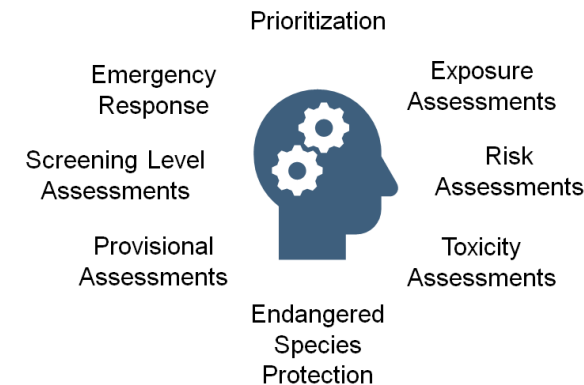 Prioritization
Emergency
Response
Exposure
Assessments
Screening Level
Assessments
Risk
Assessments
Provisional
Assessments
Toxicity
Assessments
Endangered
Species
Protection